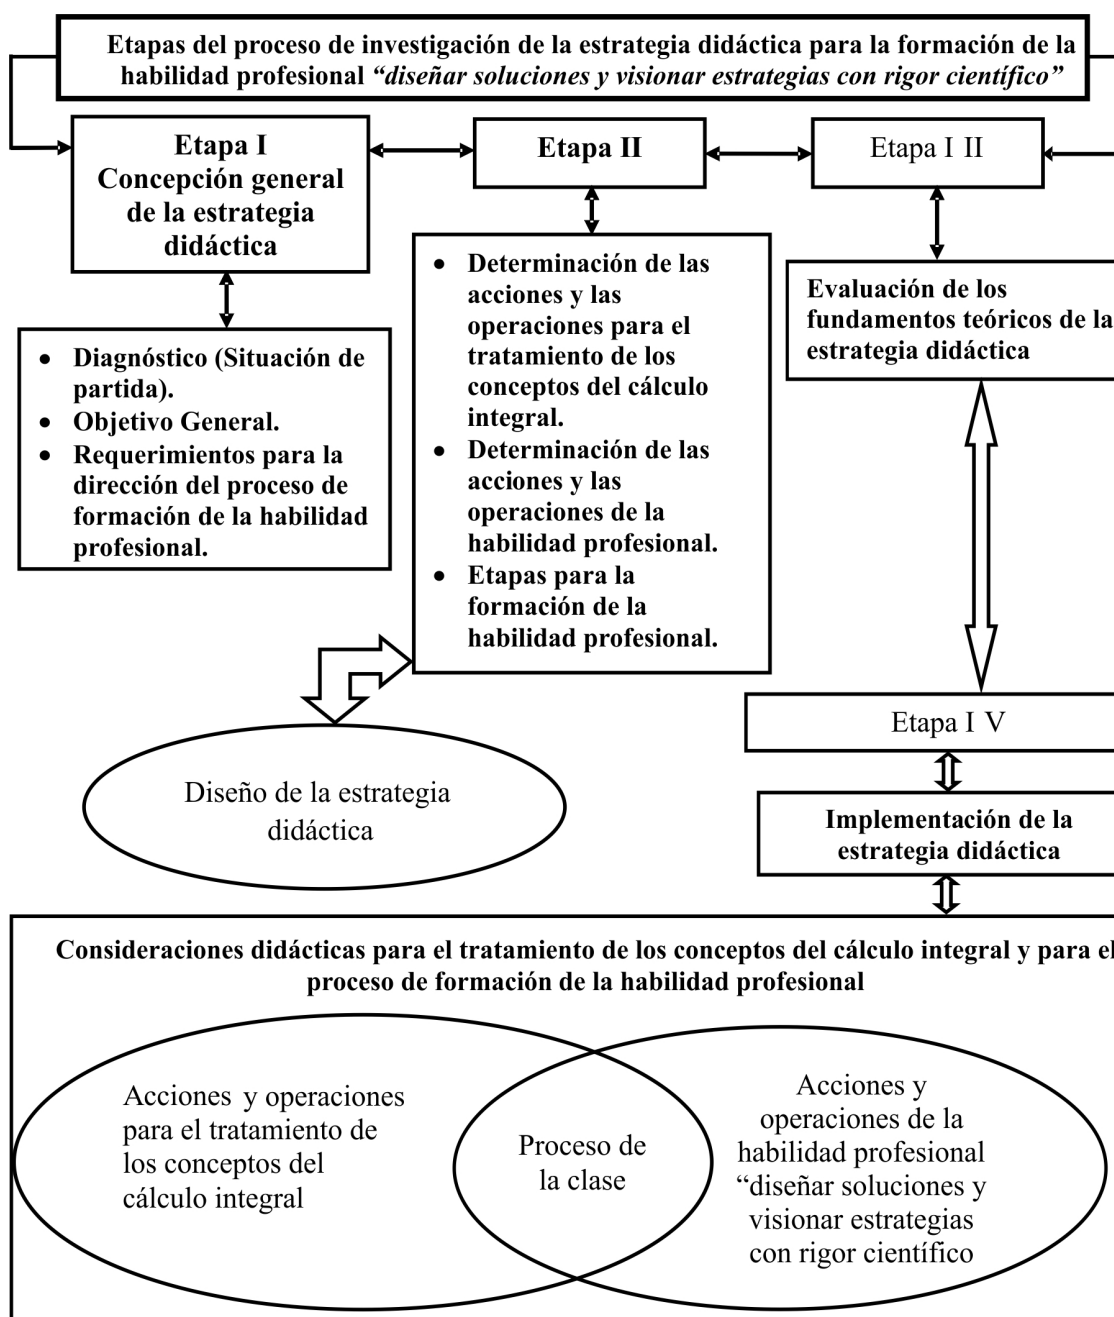 Etapas del proceso de investigación de la estrategia didáctica para la formación de la
habilidad profesional “diseñar soluciones y visionar estrategias con rigor científico”
Etapa I
Concepción general
de la estrategia
didáctica
Etapa II
Etapa I II
• Diagnóstico (Situación de
partida).
• Objetivo General.
• Requerimientos para la
dirección del proceso de
formación de la habilidad
profesional.
• Determinación de las
acciones y las
operaciones para el
tratamiento de los
conceptos del cálculo
integral.
• Determinación de las
acciones y las
operaciones de la
habilidad profesional.
• Etapas para la
formación de la
habilidad profesional.
Evaluación de los
fundamentos teóricos de la
estrategia didáctica
Diseño de la estrategia
didáctica
Etapa I V
Implementación de la
estrategia didáctica
Consideraciones didácticas para el tratamiento de los conceptos del cálculo integral y para el
proceso de formación de la habilidad profesional
Acciones y operaciones
para el tratamiento de
los conceptos del
cálculo integral
Proceso de
la clase
Acciones y
operaciones de la
habilidad profesional
“diseñar soluciones y
visionar estrategias
con rigor científico